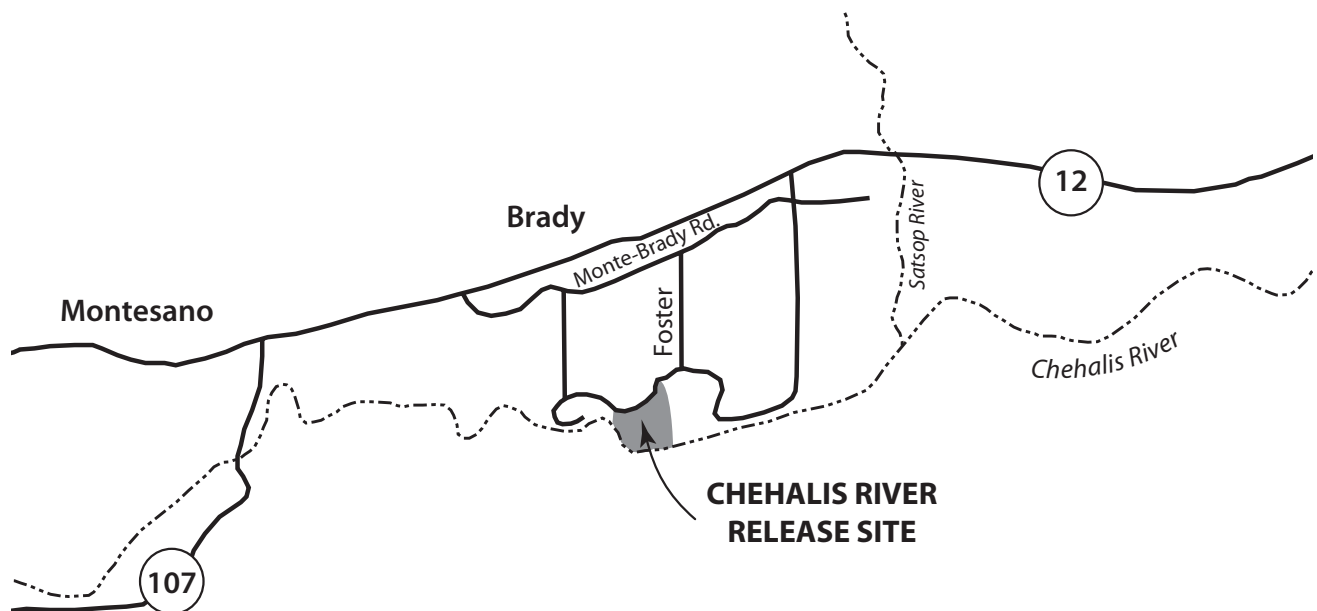 12
Satsop River
Brady
Monte-Brady Rd.
Montesano
Foster
Chehalis River
CHEHALIS RIVER
RELEASE SITE
107